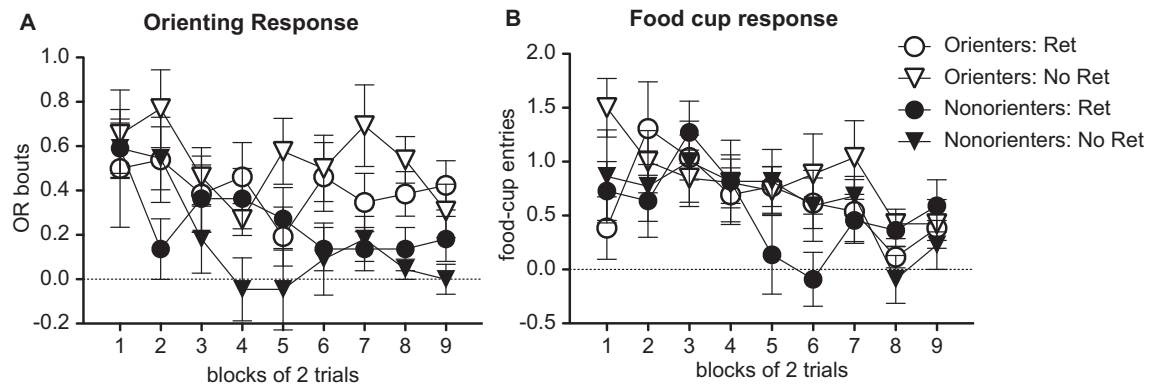 A
Orienting Response
OR bouts
1.0
0.8
0.6
0.4
0.2
0.0
-0.2
1 2 3 4 5 6 7 8 9
blocks of 2 trials
B
Food cup response
food-cup entries
2.0
1.5
1.0
0.5
0.0
-0.5
1 2 3 4 5 6 7 8 9
blocks of 2 trials
Orienters: Ret
Orienters: No Ret
Nonorienters: Ret
Nonorienters: No Ret